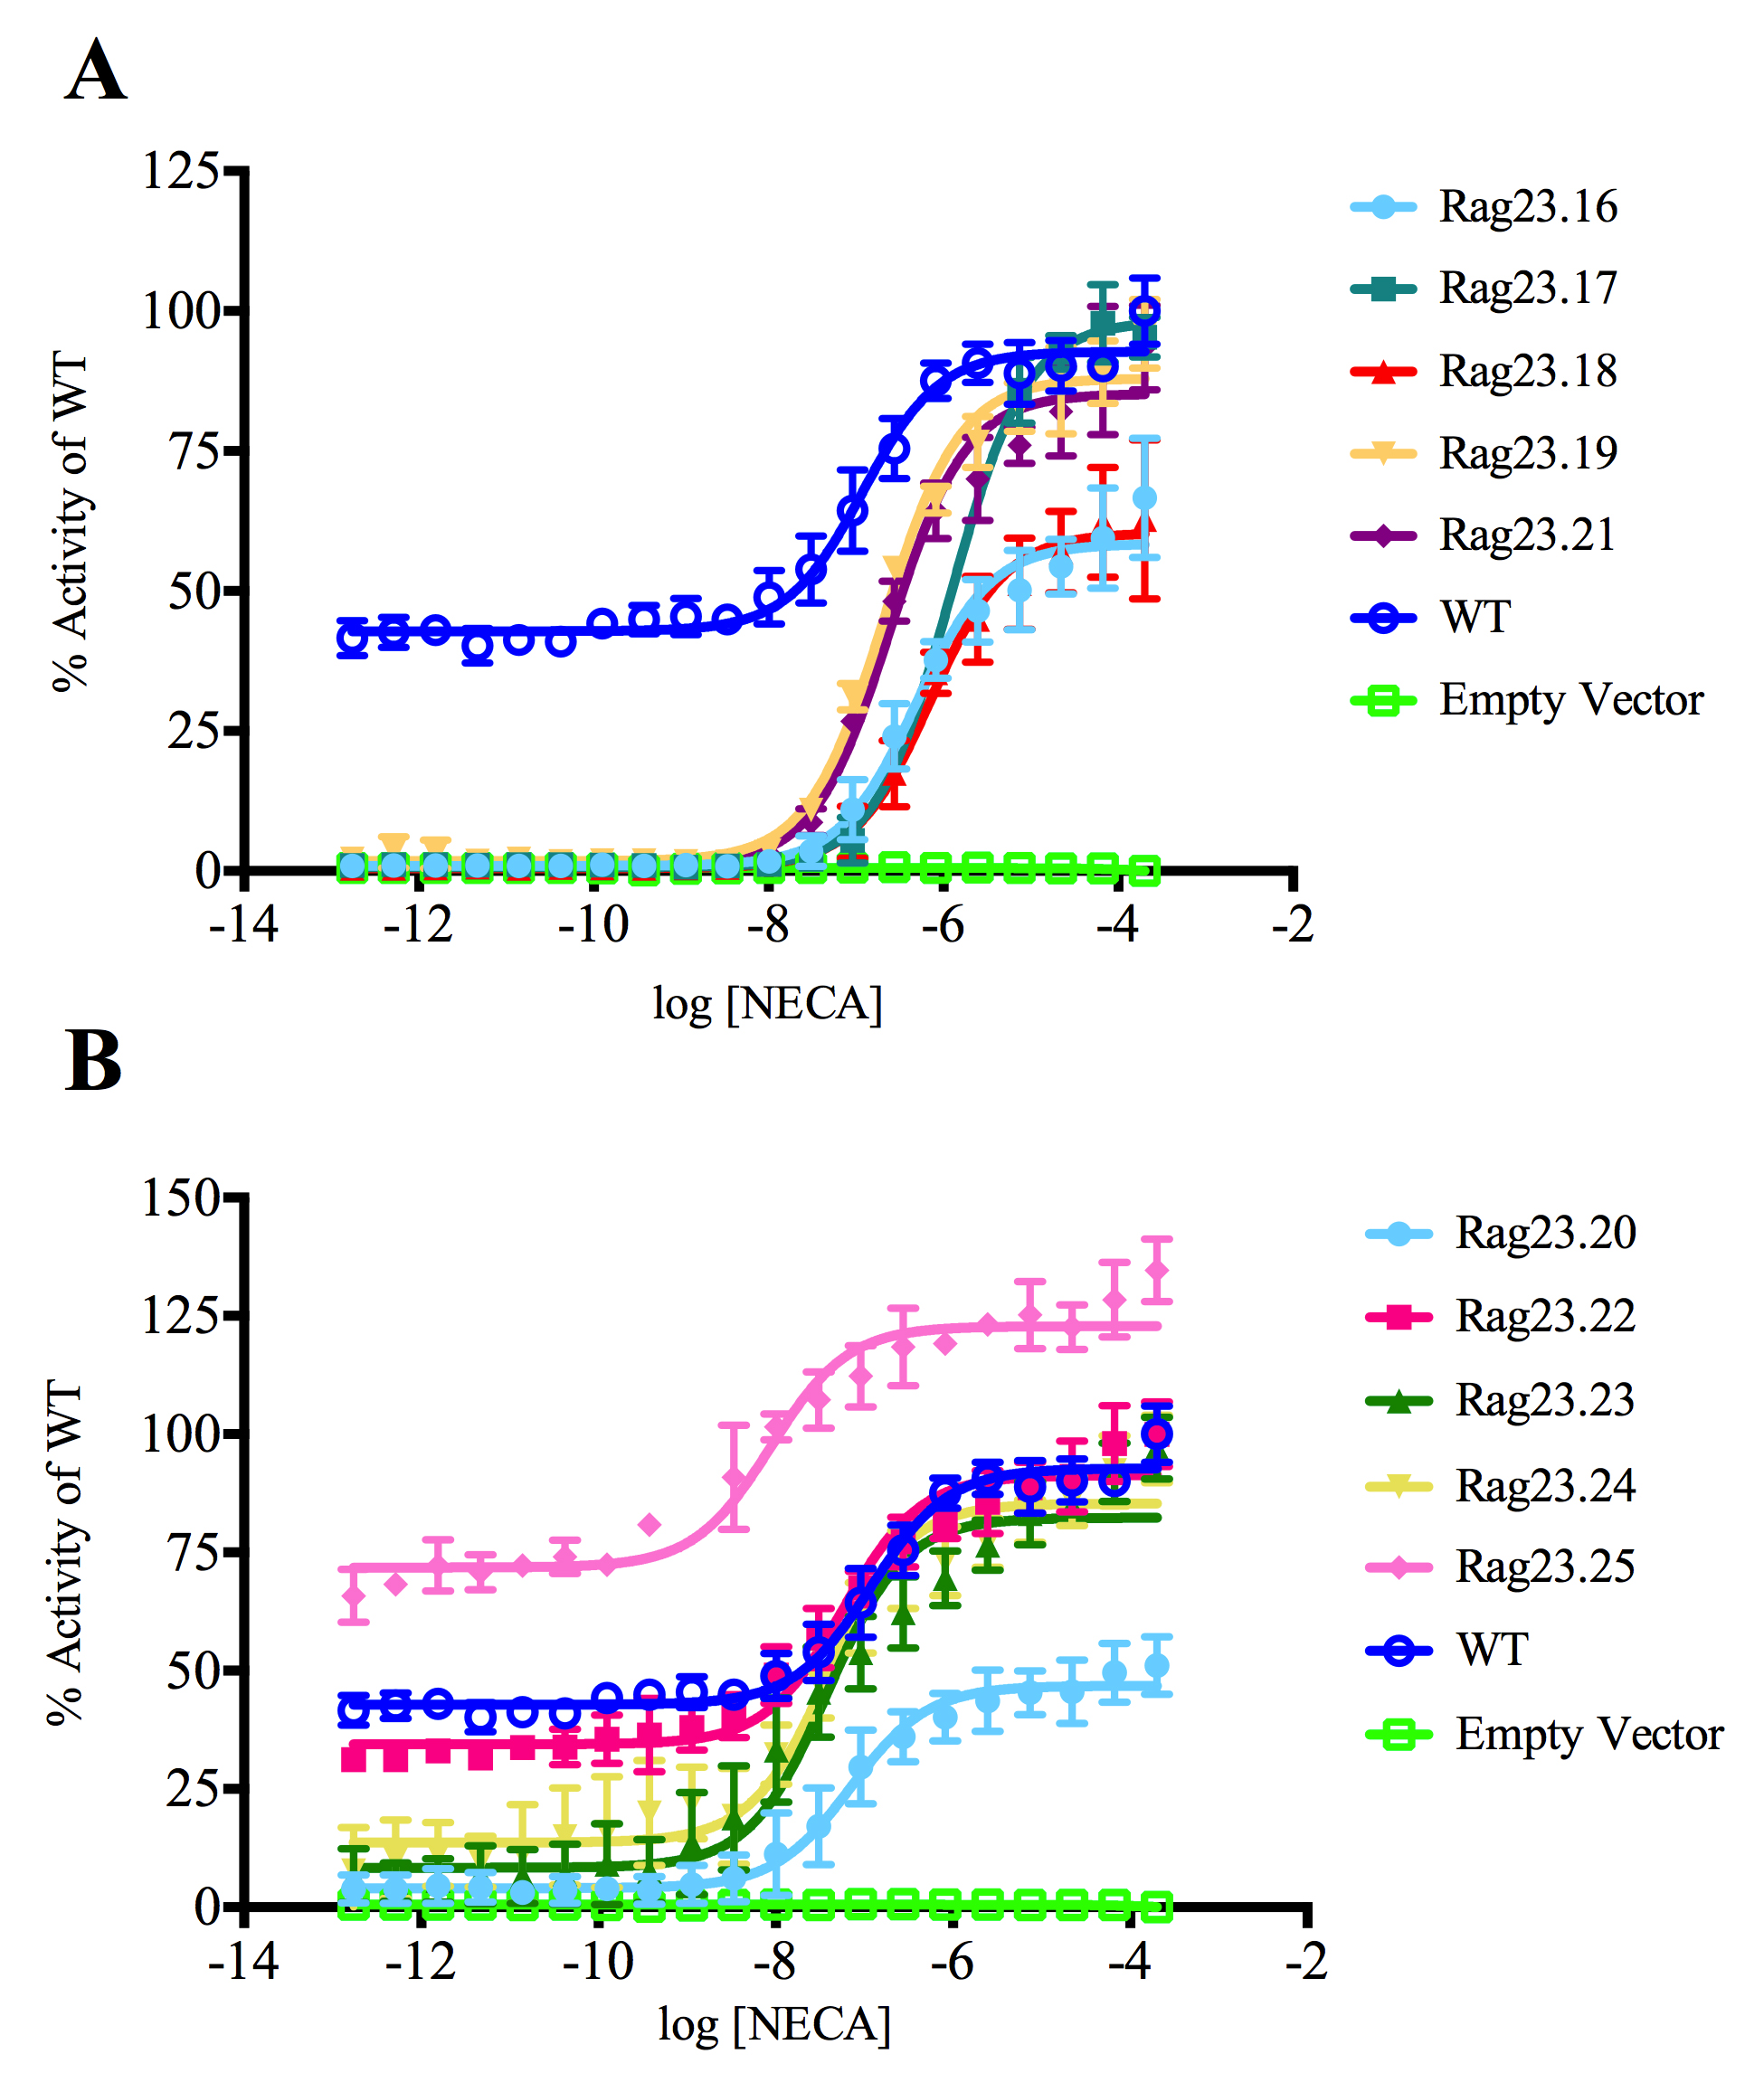 A
% Activity of WT
125
100
75
50
25
0
-14 -12 -10 -8 -6 -4 -2
log [NECA]
Rag23.16
Rag23.17
Rag23.18
Rag23.19
Rag23.21
WT
Empty Vector
B
% Activity of WT
150
125
100
75
50
25
0
-14 -12 -10 -8 -6 -4 -2
log [NECA]
Rag23.20
Rag23.22
Rag23.23
Rag23.24
Rag23.25
WT
Empty Vector